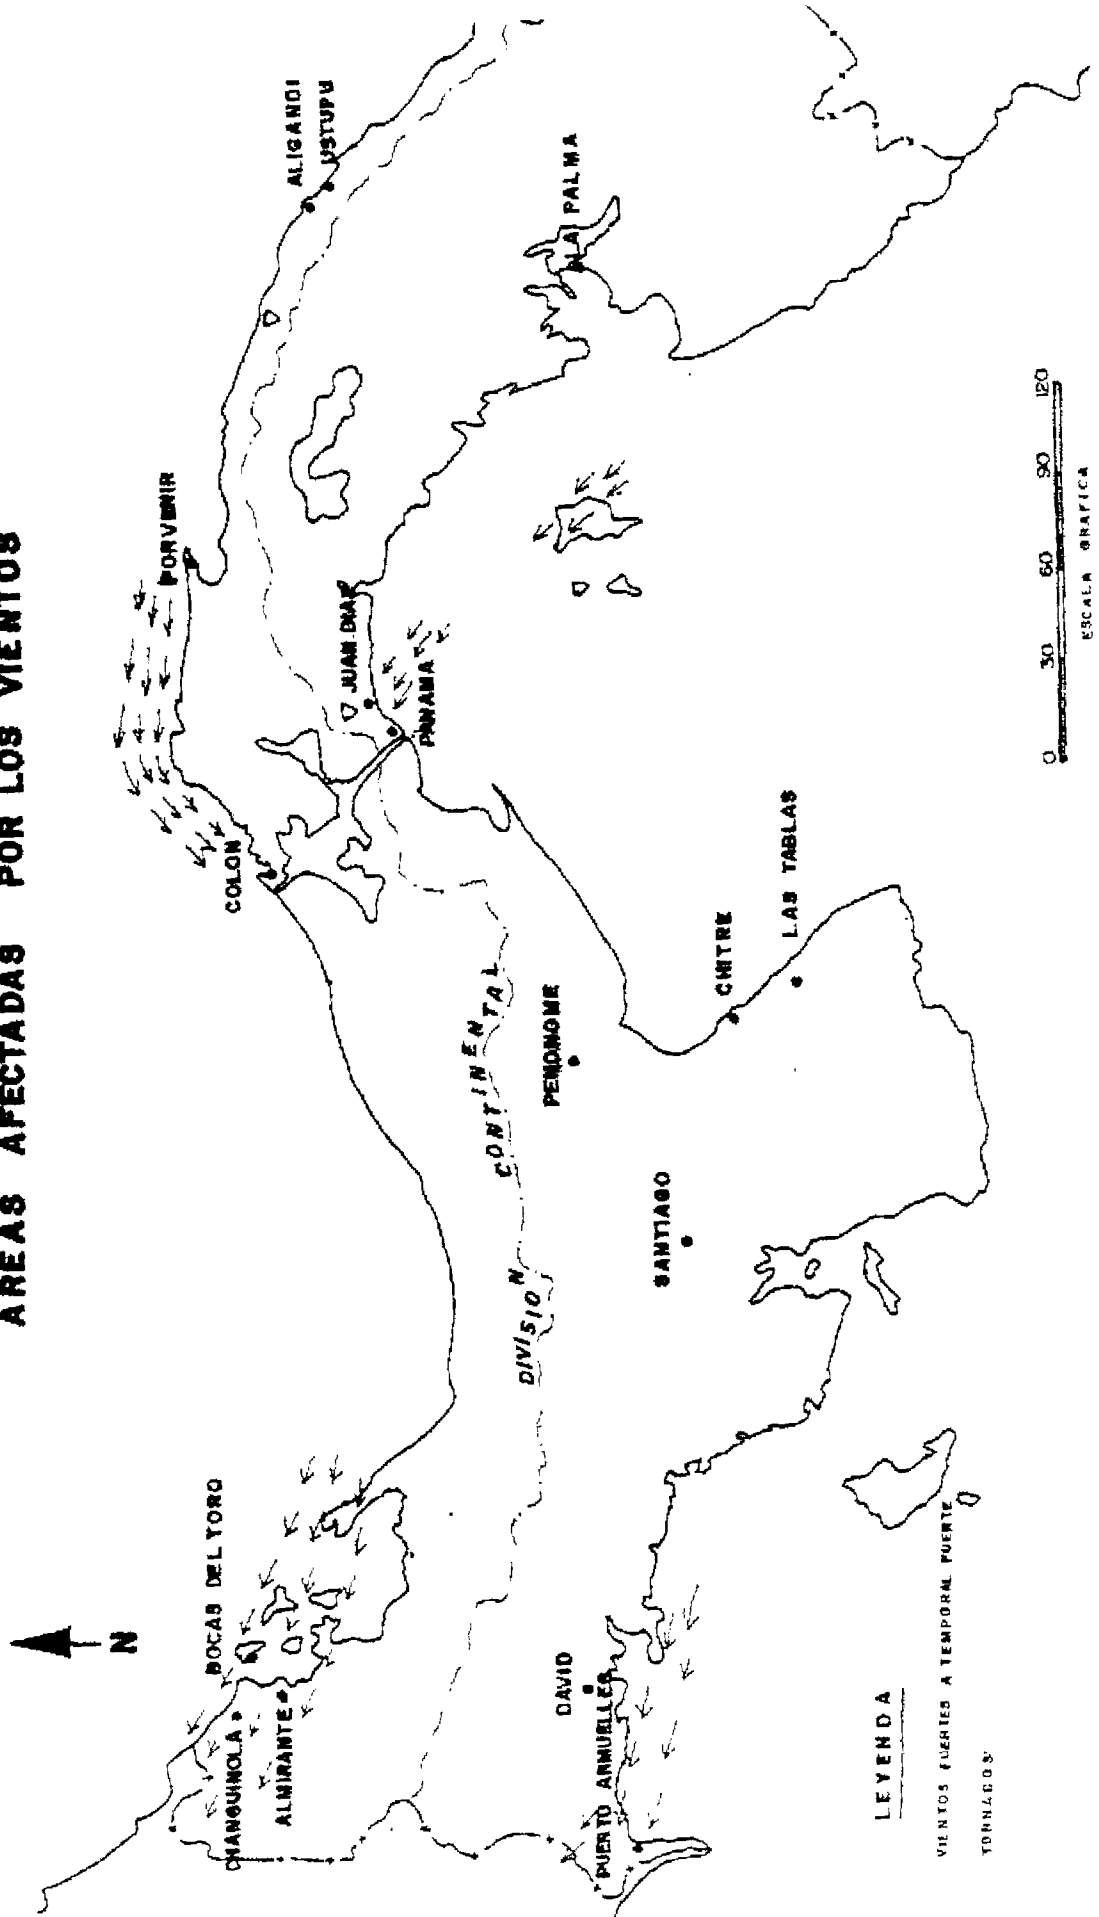 AREAS AFECTADAS POR LOS VIENTOS
N
BOCAS DEL TORO
CHANGUINOLA
ALMIRANTE
COLON
PORVENIR
ALIGANDI
USTUPU
JUAN DIAZ
PANAMA
LA PALMA
DIVISION CONTINENTAL
DAVID
PUERTO ARMUELLES
PENONOME
SANTIAGO
CHITRE
LAS TABLAS
LEYENDA
VIENTOS FUERTES A TEMPORAL FUERTE
TORNADOS
0 30 60 90 120
ESCALA GRAFICA